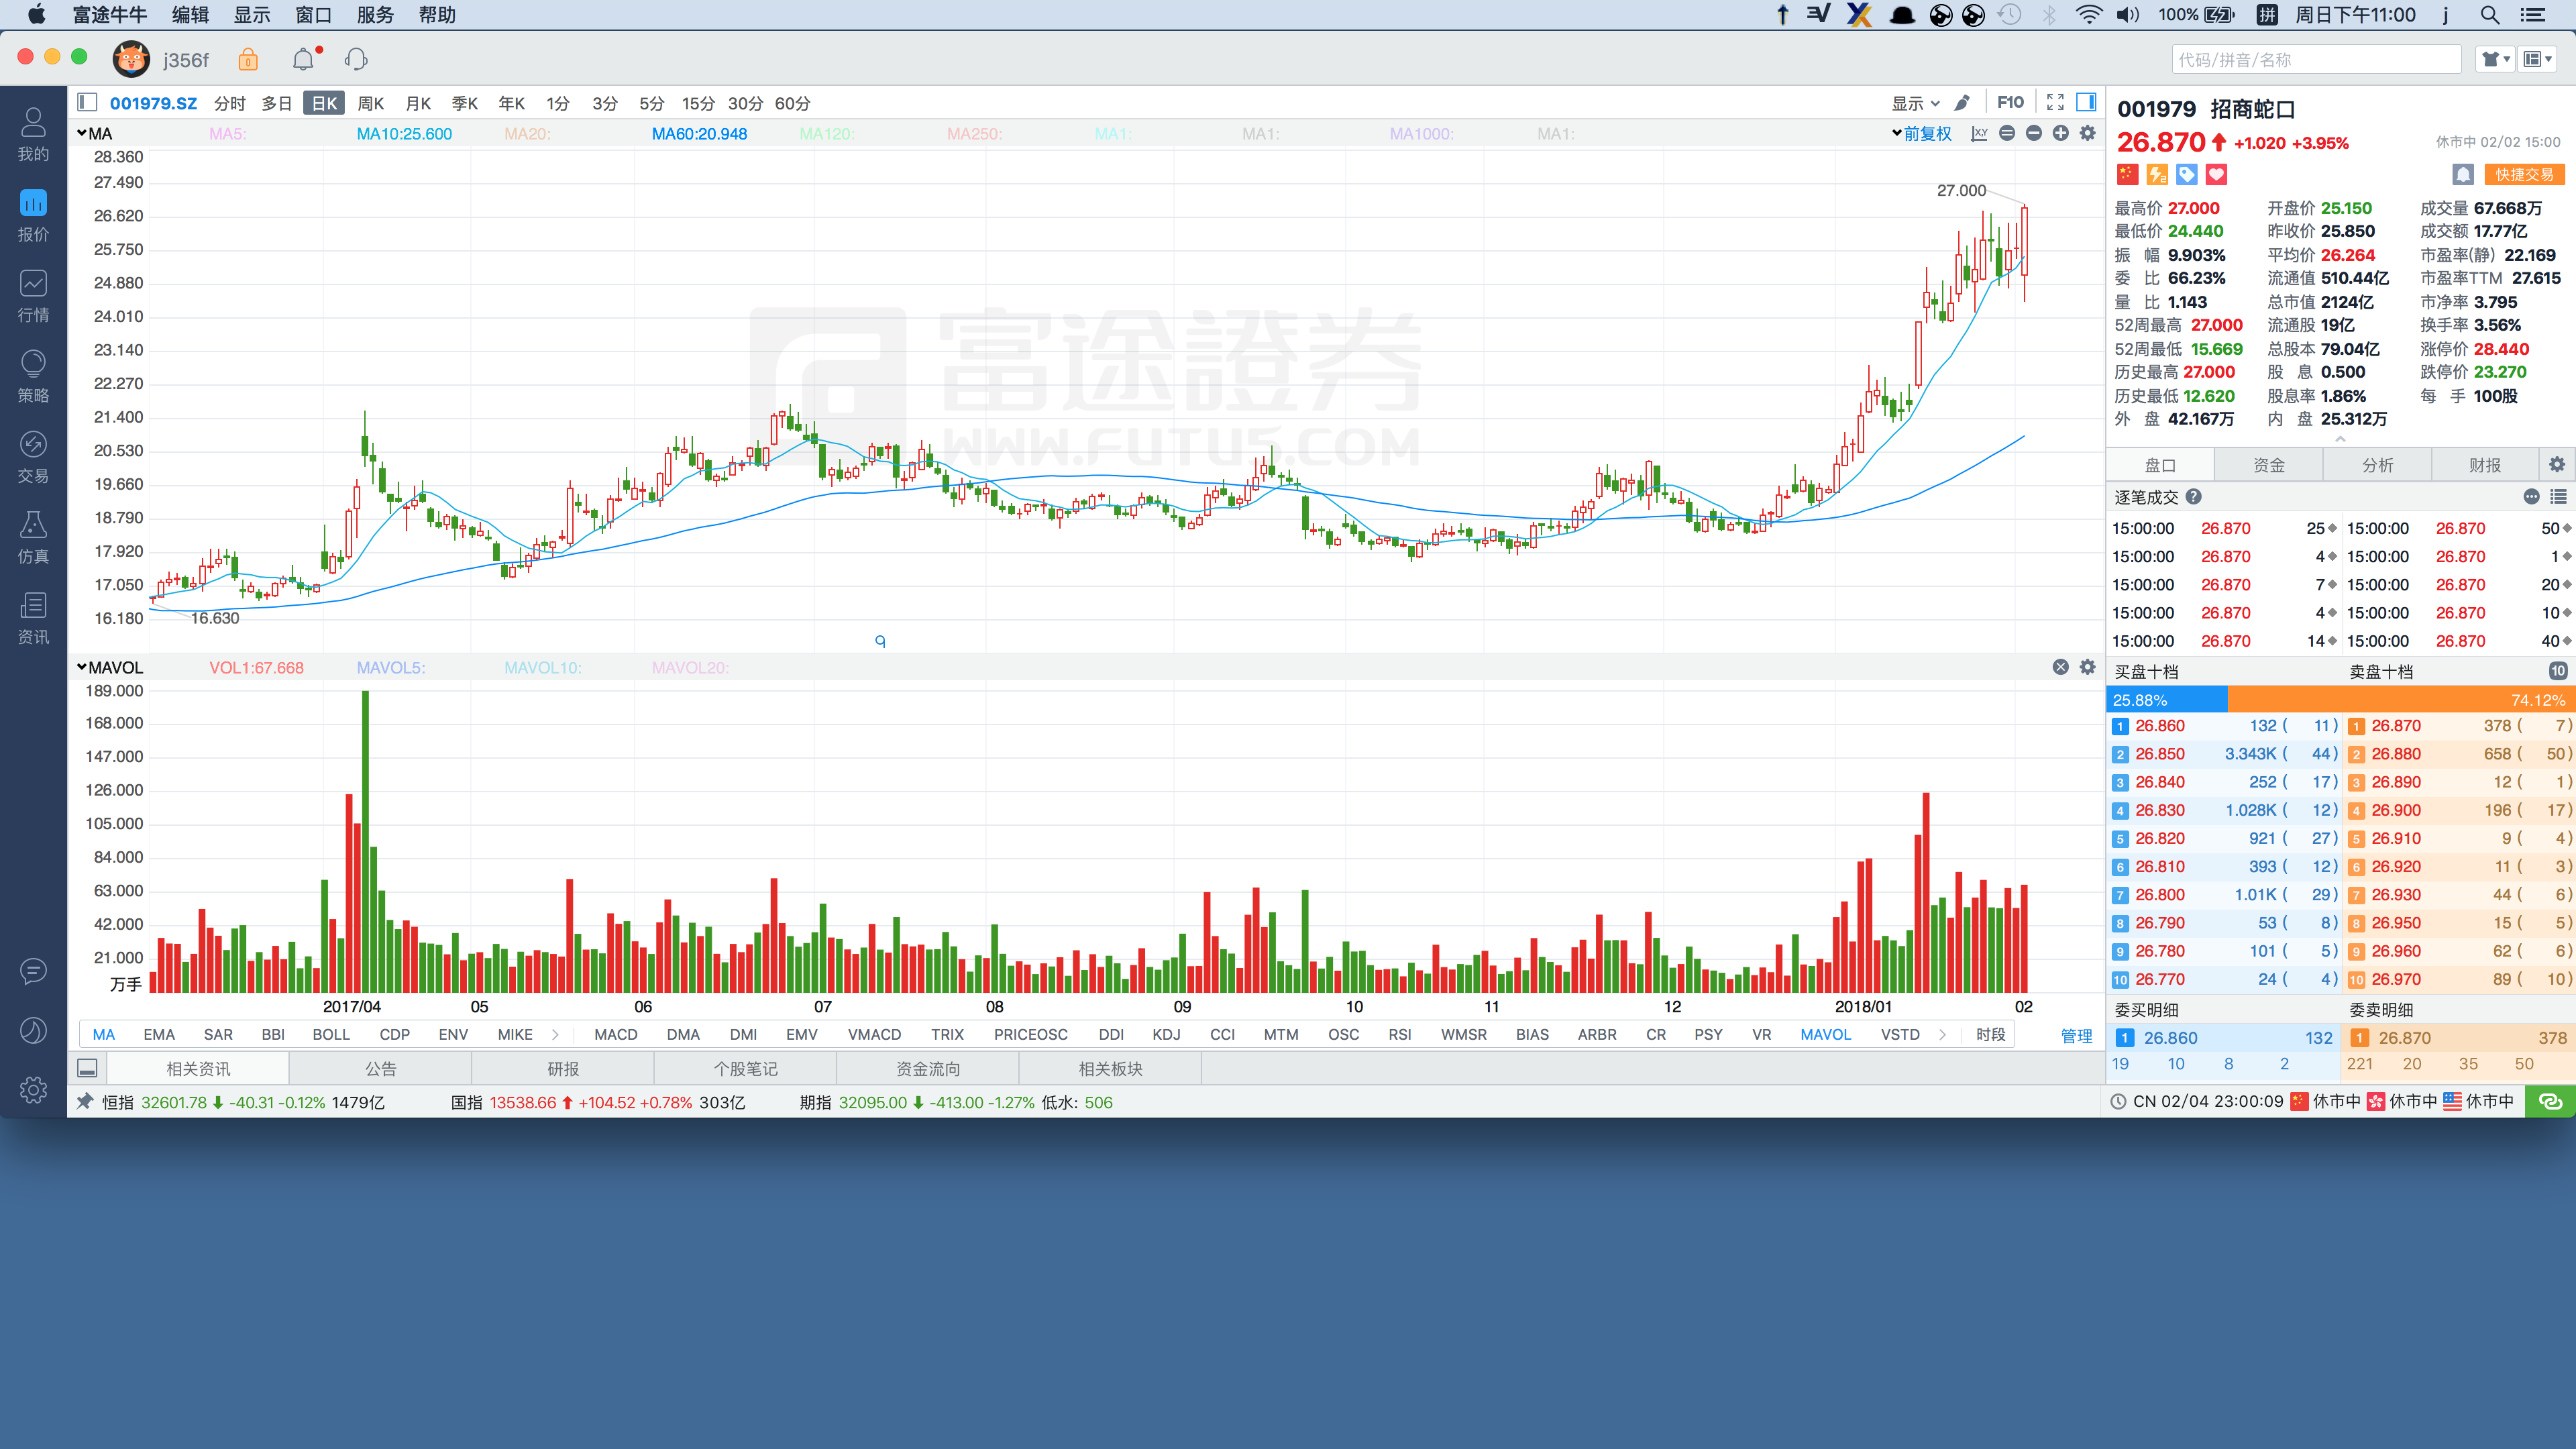 富途牛牛 编辑 显示 窗口 服务 帮助 100% 拼 周日下午11:00 j
j356f 代码/拼音/名称
我的
报价
行情
策略
交易
仿真
资讯
001979.SZ 分时 多日 日K 周K 月K 季K 年K 1分 3分 5分 15分 30分 60分 显示 F10
MA MA5: MA10:25.600 MA20: MA60:20.948 MA120: MA250: MA1: MA1: MA1000: MA1: 前复权
28.360
27.490
26.620
25.750
24.880
24.010
23.140
22.270
21.400
20.530
19.660
18.790
17.920
17.050
16.180
27.000
16.630
富途證券
WWW.FUTU5.COM
MAVOL VOL1:67.668 MAVOL5: MAVOL10: MAVOL20:
189.000
168.000
147.000
126.000
105.000
84.000
63.000
42.000
21.000
万手
2017/04 05 06 07 08 09 10 11 12 2018/01 02
MA EMA SAR BBI BOLL CDP ENV MIKE MACD DMA DMI EMV VMACD TRIX PRICEOSC DDI KDJ CCI MTM OSC RSI WMSR BIAS ARBR CR PSY VR MAVOL VSTD 时段 管理
相关资讯 公告 研报 个股笔记 资金流向 相关板块
恒指 32601.78 -40.31 -0.12% 1479亿 国指 13538.66 +104.52 +0.78% 303亿 期指 32095.00 -413.00 -1.27% 低水: 506
001979 招商蛇口
26.870 +1.020 +3.95% 休市中 02/02 15:00
快捷交易
最高价 27.000 开盘价 25.150 成交量 67.668万
最低价 24.440 昨收价 25.850 成交额 17.77亿
振幅 9.903% 平均价 26.264 市盈率(静) 22.169
委比 66.23% 流通值 510.44亿 市盈率TTM 27.615
量比 1.143 总市值 2124亿 市净率 3.795
52周最高 27.000 流通股 19亿 换手率 3.56%
52周最低 15.669 总股本 79.04亿 涨停价 28.440
历史最高 27.000 股息 0.500 跌停价 23.270
历史最低 12.620 股息率 1.86% 每手 100股
外盘 42.167万 内盘 25.312万
盘口 资金 分析 财报
逐笔成交
15:00:00 26.870 25 15:00:00 26.870 50
15:00:00 26.870 4 15:00:00 26.870 1
15:00:00 26.870 7 15:00:00 26.870 20
15:00:00 26.870 4 15:00:00 26.870 10
15:00:00 26.870 14 15:00:00 26.870 40
买盘十档 卖盘十档 10
25.88% 74.12%
1 26.860 132 ( 11) 1 26.870 378 ( 7)
2 26.850 3.343K ( 44) 2 26.880 658 ( 50)
3 26.840 252 ( 17) 3 26.890 12 ( 1)
4 26.830 1.028K ( 12) 4 26.900 196 ( 17)
5 26.820 921 ( 27) 5 26.910 9 ( 4)
6 26.810 393 ( 12) 6 26.920 11 ( 3)
7 26.800 1.01K ( 29) 7 26.930 44 ( 6)
8 26.790 53 ( 8) 8 26.950 15 ( 5)
9 26.780 101 ( 5) 9 26.960 62 ( 6)
10 26.770 24 ( 4) 10 26.970 89 ( 10)
委买明细 委卖明细
1 26.860 132 1 26.870 378
19 10 8 2 221 20 35 50
CN 02/04 23:00:09 休市中 休市中 休市中